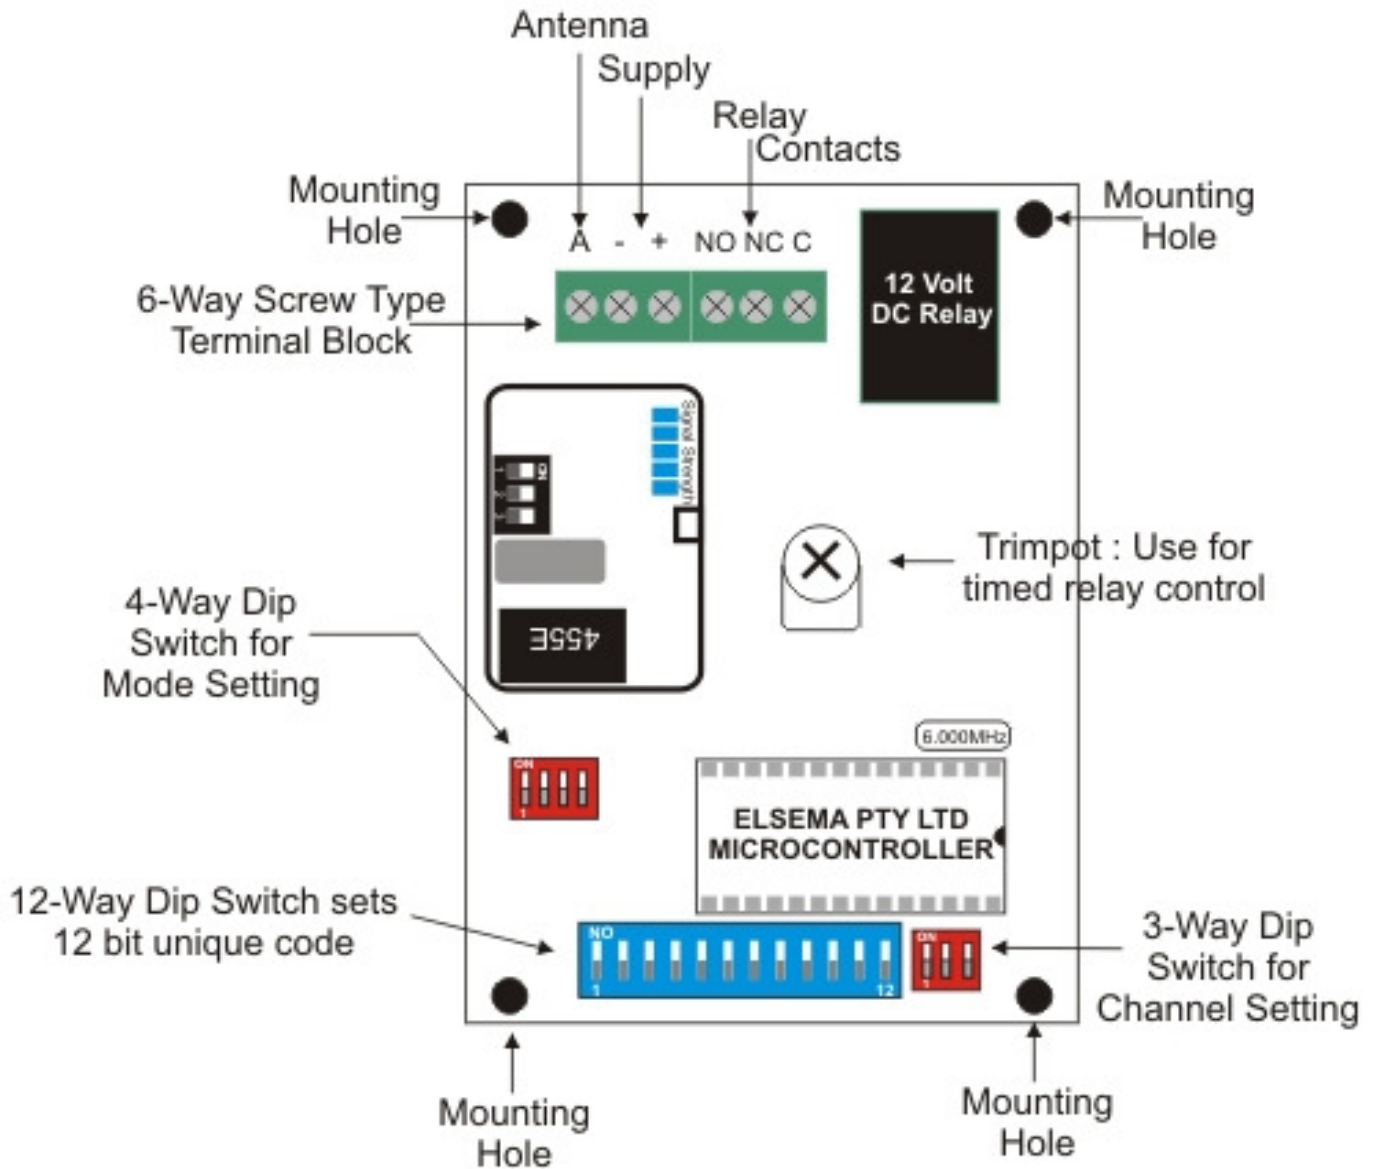 Antenna
Supply
Relay
Contacts
Mounting
Hole
Mounting
Hole
A - + NO NC C
6-Way Screw Type
Terminal Block
12 Volt
DC Relay
Signal Strength
ON
1
2
3
Trimpot : Use for
timed relay control
455E
4-Way Dip
Switch for
Mode Setting
6.000MHz
ON
1
ELSEMA PTY LTD
MICROCONTROLLER
12-Way Dip Switch sets
12 bit unique code
NO
1 12
ON
1
3-Way Dip
Switch for
Channel Setting
Mounting
Hole
Mounting
Hole